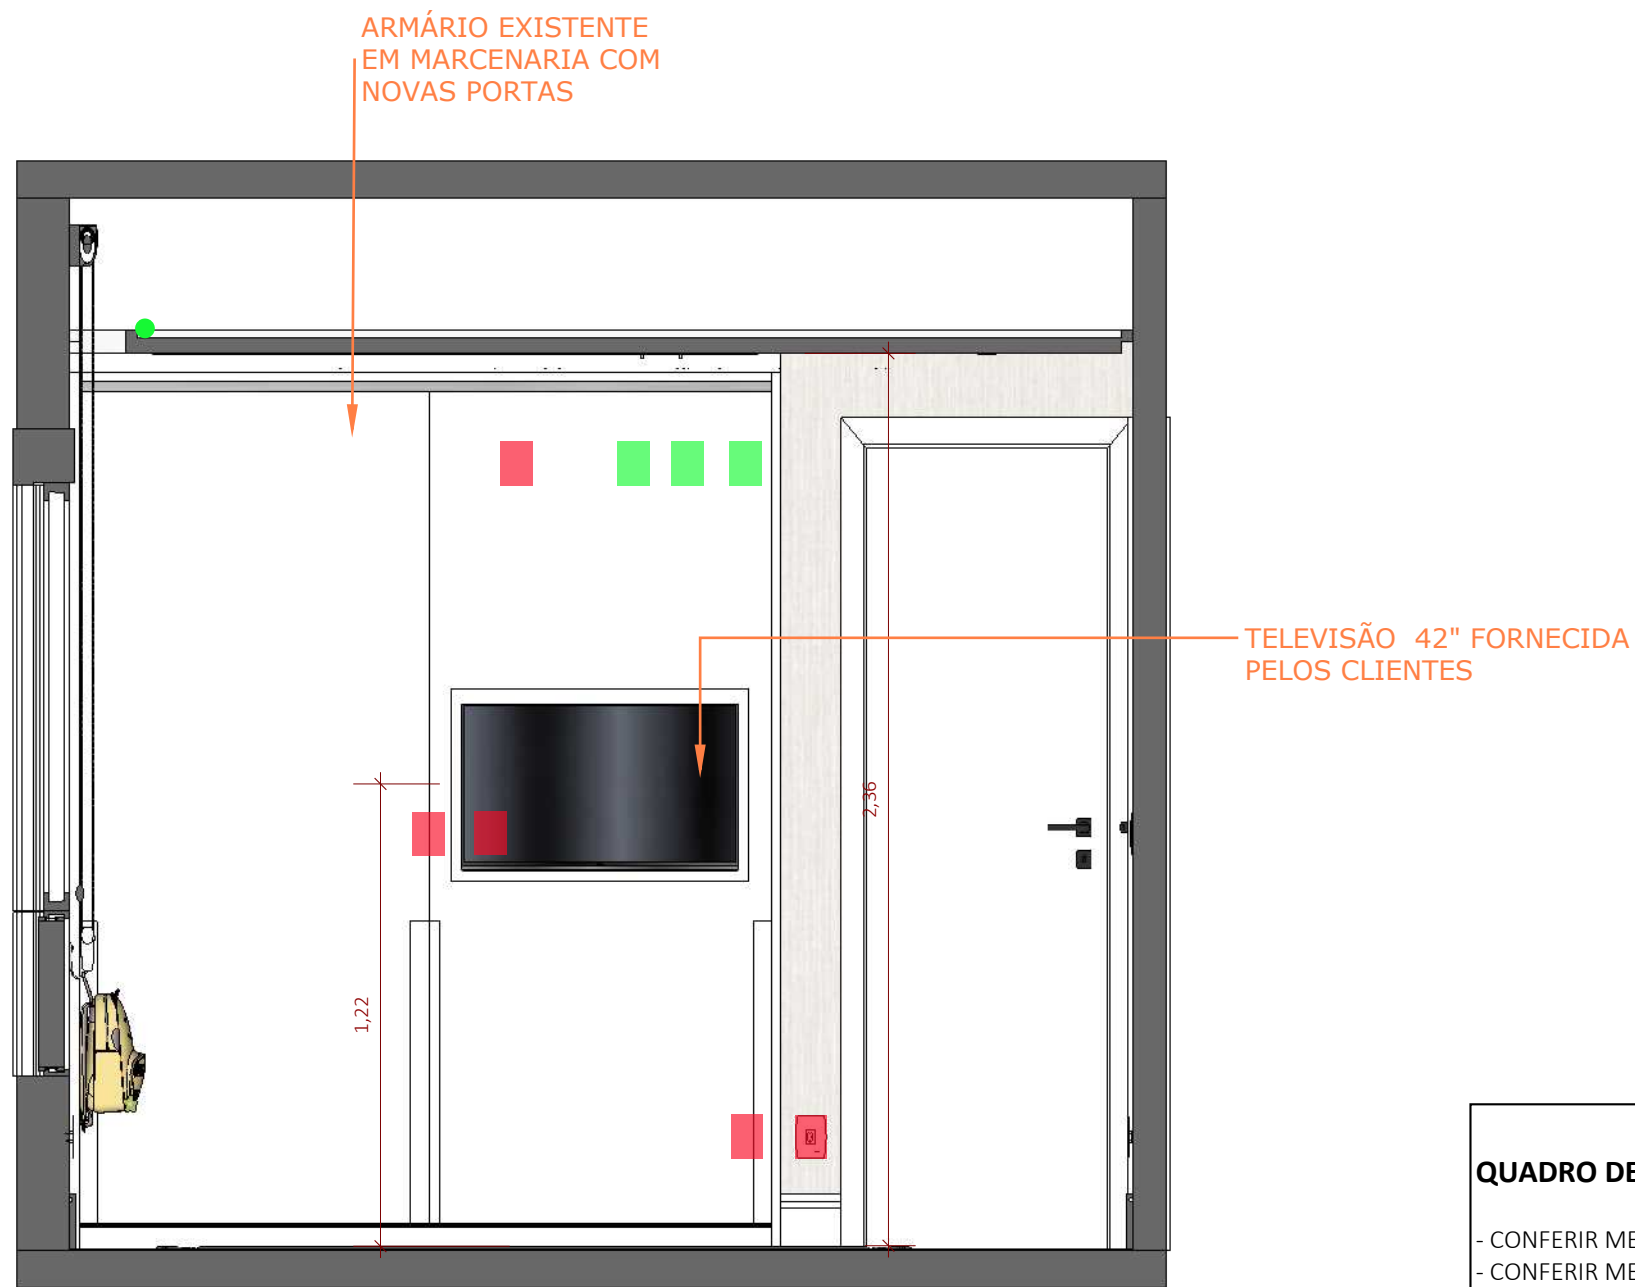 ARMÁRIO EXISTENTE
EM MARCENARIA COM
NOVAS PORTAS
TELEVISÃO 42" FORNECIDA
PELOS CLIENTES
2,36
1,22
QUADRO DE
- CONFERIR ME
- CONFERIR ME